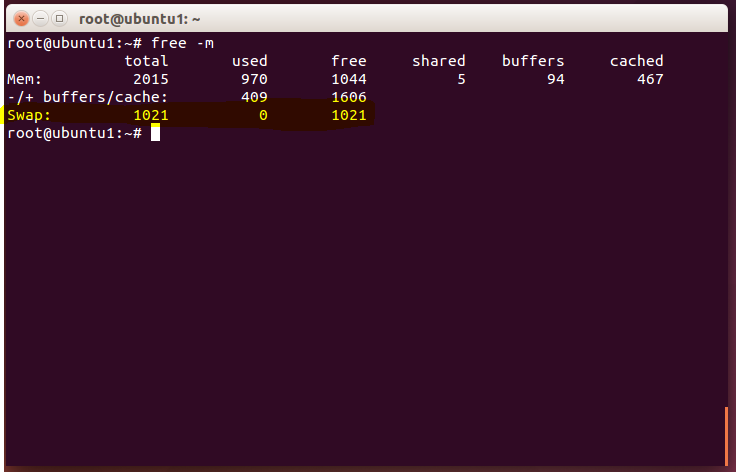 root@ubuntu1: ~
root@ubuntu1:~# free -m
             total       used       free     shared    buffers     cached
Mem:          2015        970       1044          5         94        467
-/+ buffers/cache:        409       1606
Swap:         1021          0       1021
root@ubuntu1:~#